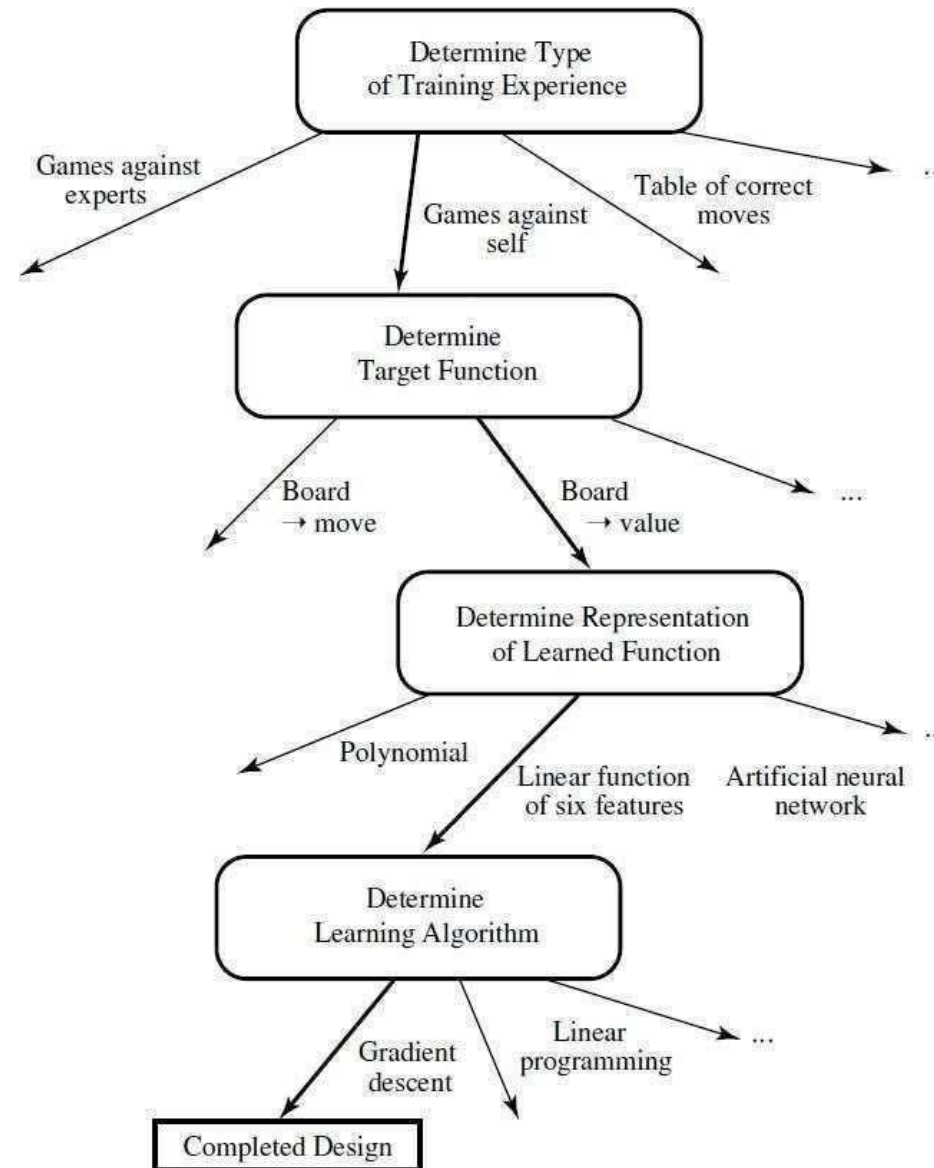 Determine Type
of Training Experience
Games against
experts
Games against
self
Table of correct
moves
..
Determine
Target Function
Board
→ move
Board
→ value
...
Determine Representation
of Learned Function
Polynomial
Linear function
of six features
Artificial neural
network
..
Determine
Learning Algorithm
Gradient
descent
Linear
programming
...
Completed Design